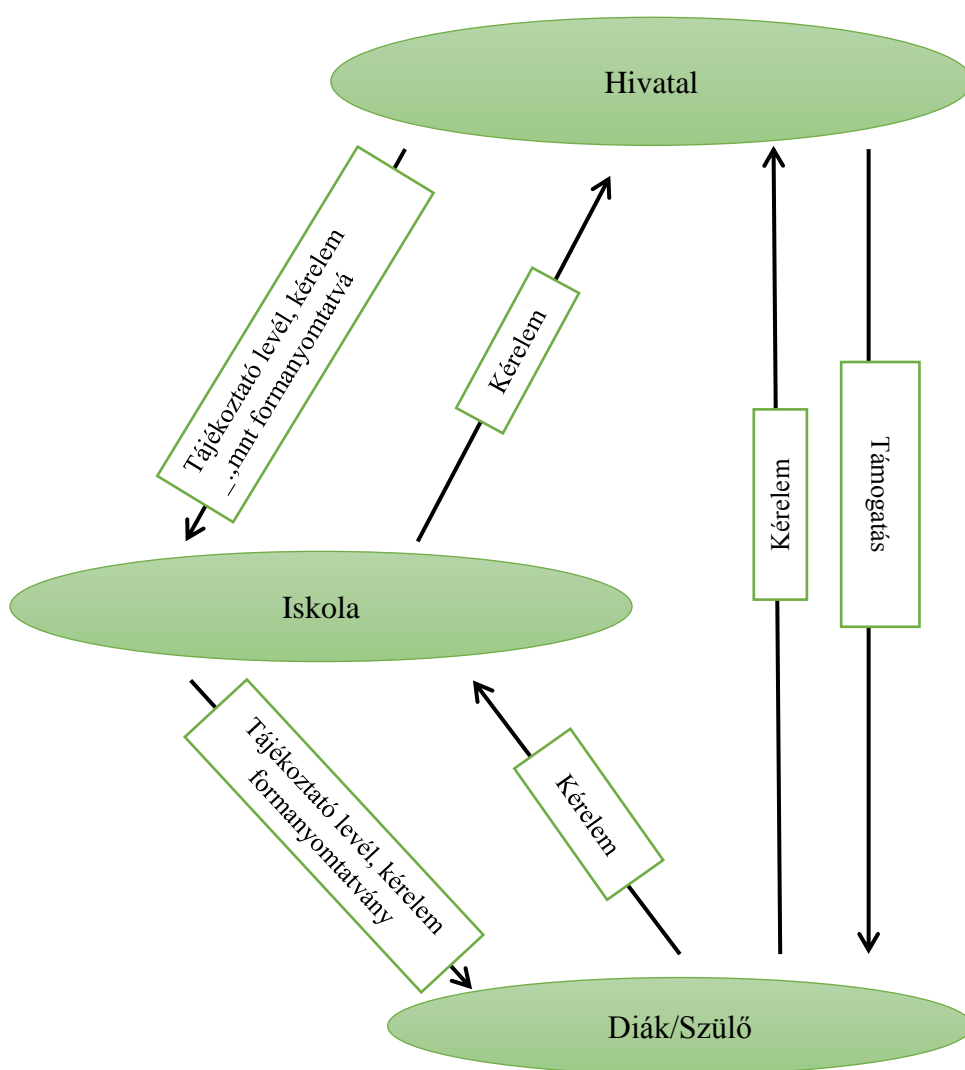 Hivatal
Tájékoztató levél, kérelem
_.,mnt formanyomtatvá
Kérelem
Kérelem
Támogatás
Iskola
Tájékoztató levél, kérelem
formanyomtatvány
Kérelem
Diák/Szülő